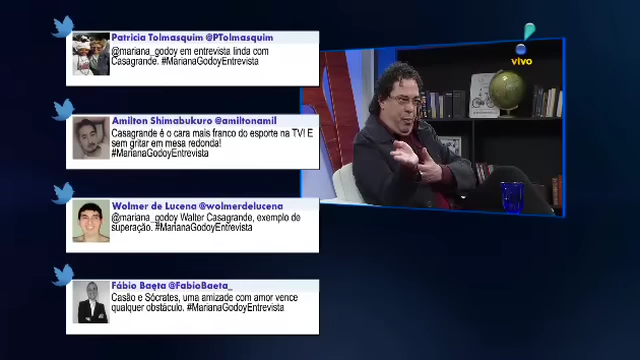 Patricia Tolmasquim @PTolmasquim
@mariana_godoy em entrevista linda com
Casagrande. #MarianaGodoyEntrevista
Amilton Shimabukuro @amiltonamil
Casagrande é o cara mais franco do esporte na TV! E
sem gritar em mesa redonda!
#MarianaGodoyEntrevista
Wolmer de Lucena @wolmerdelucena
@mariana_godoy Walter Casagrande, exemplo de
superação. #MarianaGodoyEntrevista
Fábio Baeta @FabioBaeta_
Casão e Sócrates, uma amizade com amor vence
qualquer obstáculo. #MarianaGodoyEntrevista
vivo